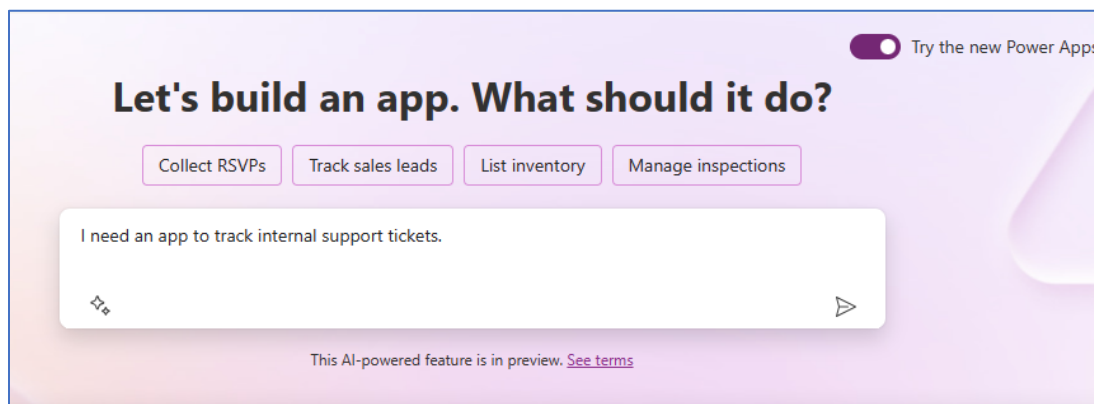 Try the new Power Apps
Let's build an app. What should it do?
Collect RSVPs
Track sales leads
List inventory
Manage inspections
I need an app to track internal support tickets.
This AI-powered feature is in preview. See terms